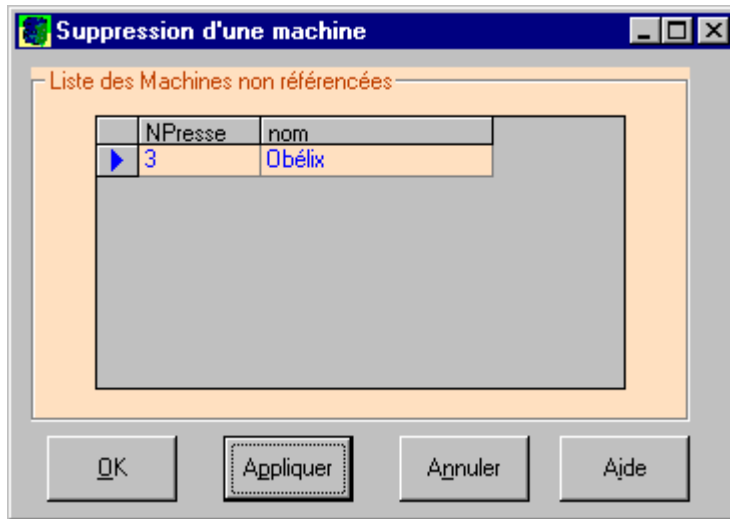 Suppression d'une machine
Liste des Machines non référencées
NPresse nom
3 Obélix
OK Appliquer Annuler Aide